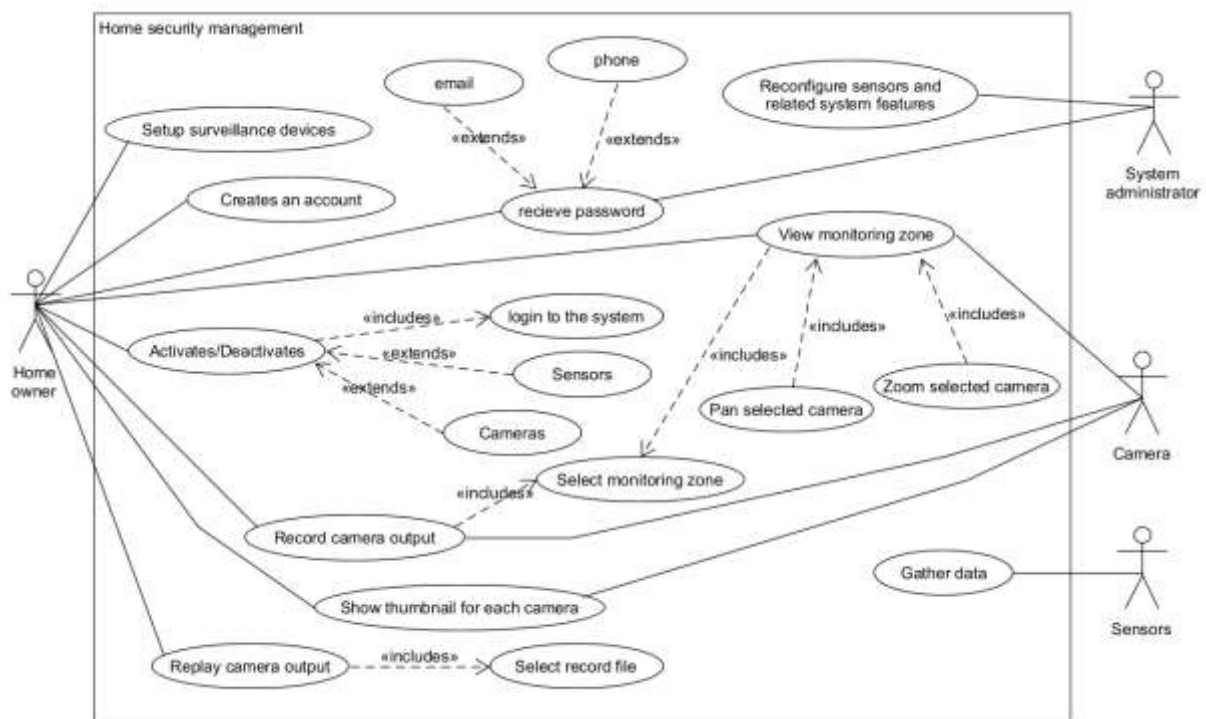 Home security management
phone
email
Reconfigure sensors and
related system features
Setup surveillance devices
«extends»
«extends»
System
administrator
Creates an account
recieve password
View monitoring zone
«includes»
login to the system
«includes»
«includes»
Activates/Deactivates
«extends»
«includes»
Home
owner
Sensors
Zoom selected camera
«extends»
Pan selected camera
Cameras
Camera
Select monitoring zone
«includes»
Record camera output
Gather data
Show thumbnail for each camera
Sensors
Replay camera output
«includes»
Select record file